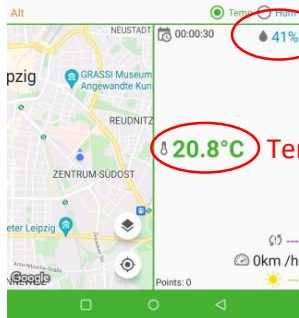 Alt
Temp
Hum
NEUSTADT
00:00:30
41%
pzig
GRASSI Museum
Angewandte Kun
REUDNITZ
20.8°C
Ter
ZENTRUM-SÜDOST
eter Leipzig
0km /h
Google
Points: 0